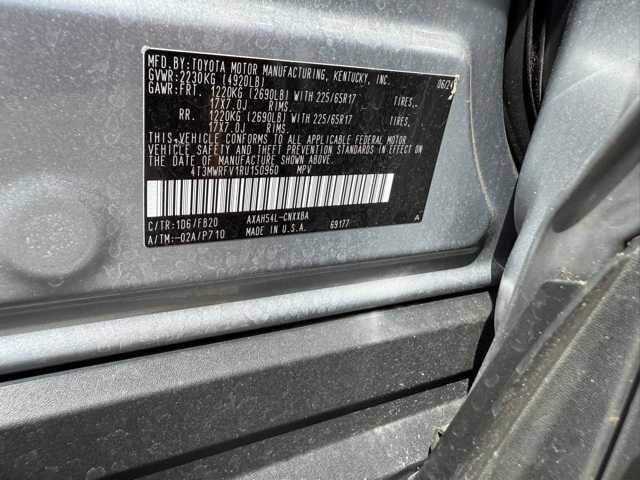 MFD.BY:TOYOTA MOTOR MANUFACTURING, KENTUCKY, INC. 06/24
GVWR:2230KG (4920LB)
GAWR:FRT. 1220KG (2690LB) WITH 225/65R17 TIRES,
17X7.0J RIMS,
RR. 1220KG (2690LB) WITH 225/65R17 TIRES,
17X7.0J RIMS.
THIS VEHICLE CONFORMS TO ALL APPLICABLE FEDERAL MOTOR
VEHICLE SAFETY AND THEFT PREVENTION STANDARDS IN EFFECT ON
THE DATE OF MANUFACTURE SHOWN ABOVE.
4T3MWRFV1RU150960 MPV
C/TR:1D6/FB20 AXAH54L-CNXXBA A
A/TM:-02A/P710 MADE IN U.S.A. 69177